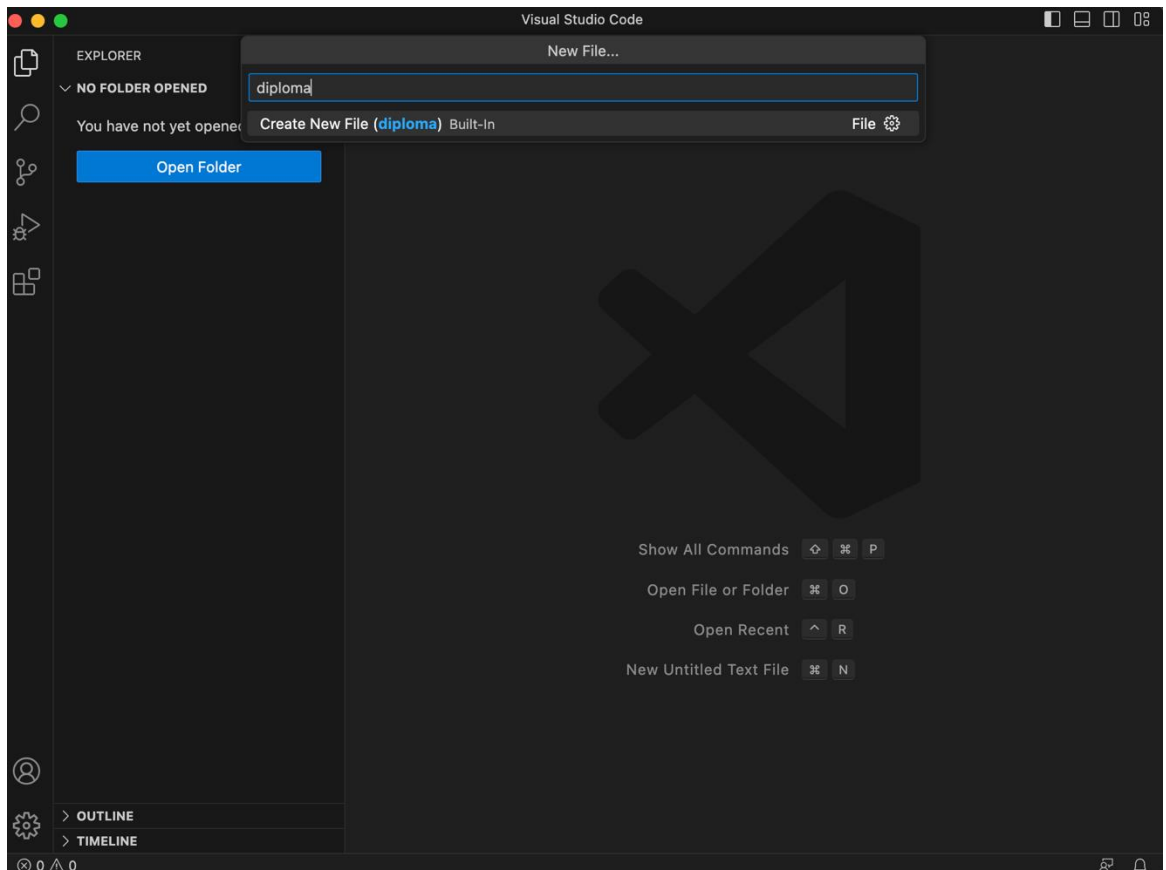 Visual Studio Code
New File...
EXPLORER
diploma
NO FOLDER OPENED
Create New File (diploma) Built-In File
You have not yet opene
Open Folder
Show All Commands ⇧ ⌘ P
Open File or Folder ⌘ O
Open Recent ^ R
New Untitled Text File ⌘ N
OUTLINE
TIMELINE
0 0